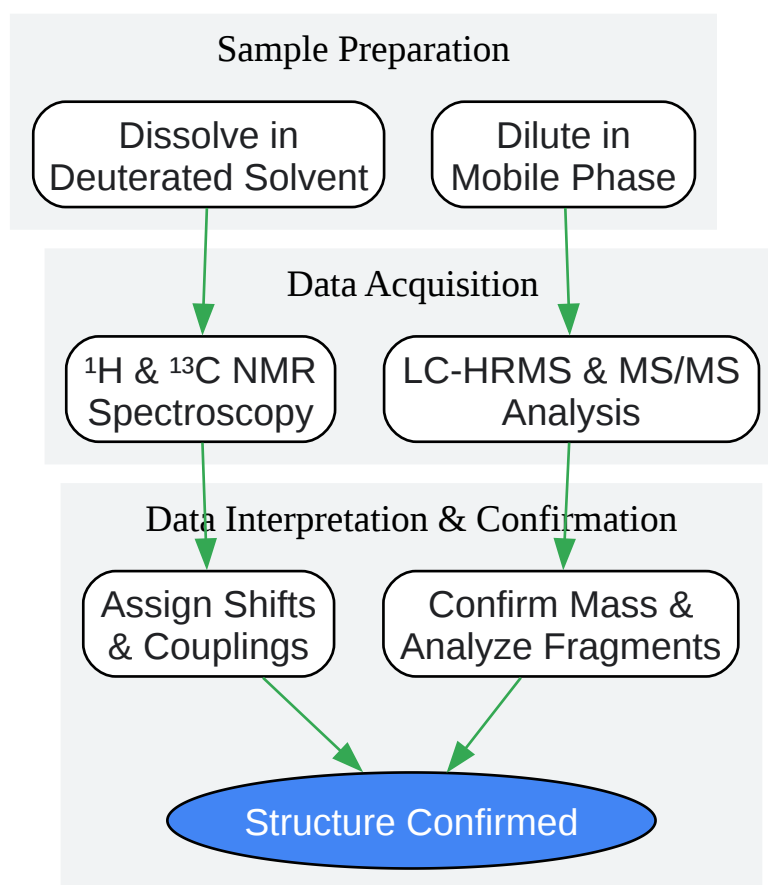 Sample Preparation
Dissolve in
Deuterated Solvent
Dilute in
Mobile Phase
Data Acquisition
¹H & ¹³C NMR
Spectroscopy
LC-HRMS & MS/MS
Analysis
Data Interpretation & Confirmation
Assign Shifts
& Couplings
Confirm Mass &
Analyze Fragments
Structure Confirmed